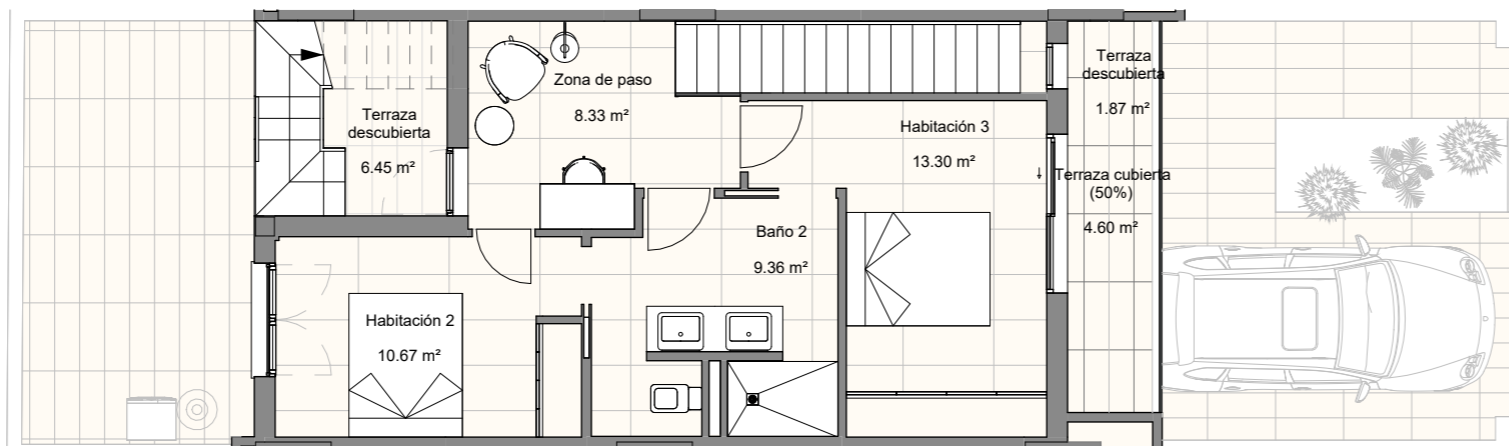 Terraza
descubierta
6.45 m²
Zona de paso
8.33 m²
Habitación 3
13.30 m²
Terraza
descubierta
1.87 m²
Terraza cubierta
(50%)
4.60 m²
Baño 2
9.36 m²
Habitación 2
10.67 m²